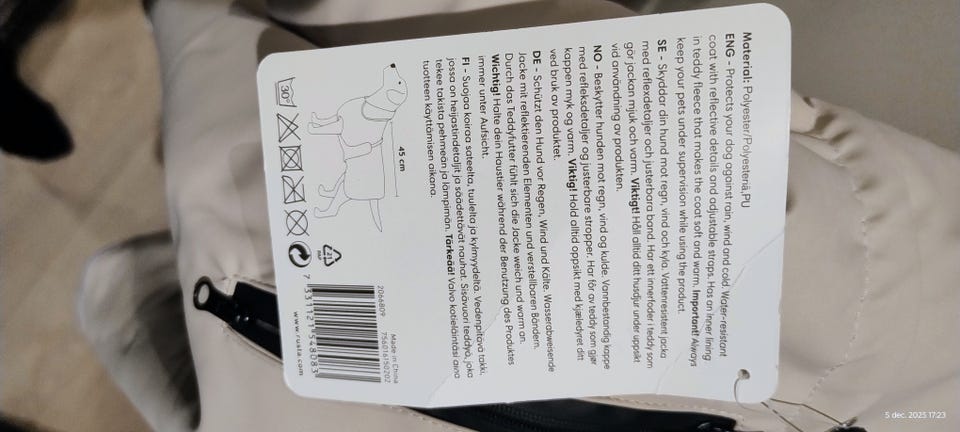 Material: Polyester/Polyesteriä,PU
ENG - Protects your dog against rain, wind and cold. Water-resistant
coat with reflective details and adjustable straps. Has an inner lining
in teddy fleece that makes the coat soft and warm. Important! Always
keep your pets under supervision while using the product.
SE - Skyddar din hund mot regn, vind och kyla. Vattenresistent jacka
med reflexdetaljer och justerbara band. Har ett innerfoder i teddy som
gör jackan mjuk och varm. Viktigt! Håll alltid ditt husdjur under uppsikt
vid användning av produkten.
NO - Beskytter hunden mot regn, vind og kulde. Vannbestandig kappe
med refleksdetaljer og justerbare stropper. Har fôr av teddy som gjør
kappen myk og varm. Viktig! Hold alltid oppsikt med kjæledyret ditt
ved bruk av produktet.
DE - Schützt den Hund vor Regen, Wind und Kälte. Wasserabweisende
Jacke mit reflektierenden Elementen und verstellbaren Bändern.
Durch das Teddyfutter fühlt sich die Jacke weich und warm an.
Wichtig! Halte dein Haustier während der Benutzung des Produktes
immer unter Aufsicht.
FI - Suojaa koiraa sateelta, tuulelta ja kylmyydeltä. Vedenpitävä takki,
jossa on heijastindetaljit ja säädettävät nauhat. Sisävuori teddyä, joka
tekee takista pehmeän ja lämpimän. Tärkeää! Valvo kotieläintäsi aina
tuotteen käyttämisen aikana.
45 cm
30°
21
PAP
2066809
Made in China
756016150202
7 331121 548083
www.rusta.com
5 dec. 2025 17:23